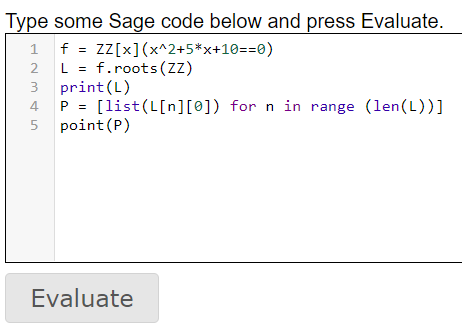 Type some Sage code below and press Evaluate.
1 f = ZZ[x](x^2+5*x+10==0)
2 L = f.roots(ZZ)
3 print(L)
4 P = [list(L[n][0]) for n in range (len(L))]
5 point(P)
Evaluate